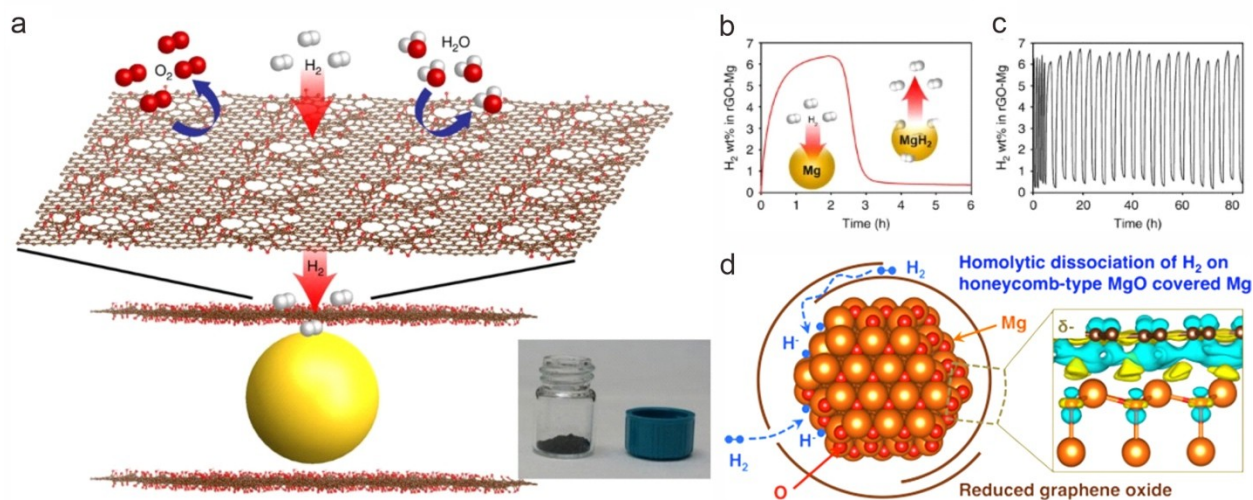 a
O₂
H₂
H₂O
H₂
b
H₂ wt% in rGO-Mg
7
6
5
4
3
2
1
0
H₂
Mg
MgH₂
0 1 2 3 4 5 6
Time (h)
c
H₂ wt% in rGO-Mg
7
6
5
4
3
2
1
0
0 20 40 60 80
Time (h)
d
H₂
Homolytic dissociation of H₂ on
honeycomb-type MgO covered Mg
Mg
δ-
H-
H-
H₂
O
Reduced graphene oxide